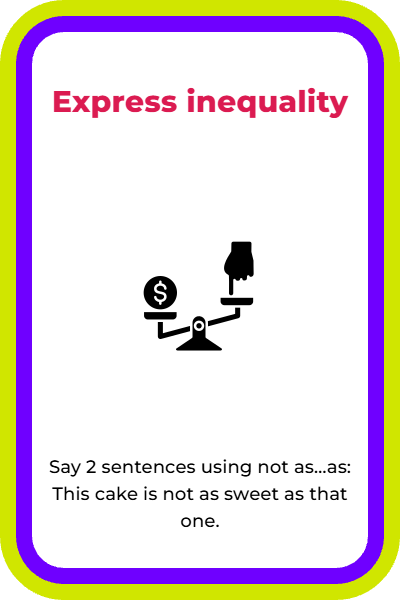 Express inequality
$
Say 2 sentences using not as...as:
This cake is not as sweet as that
one.